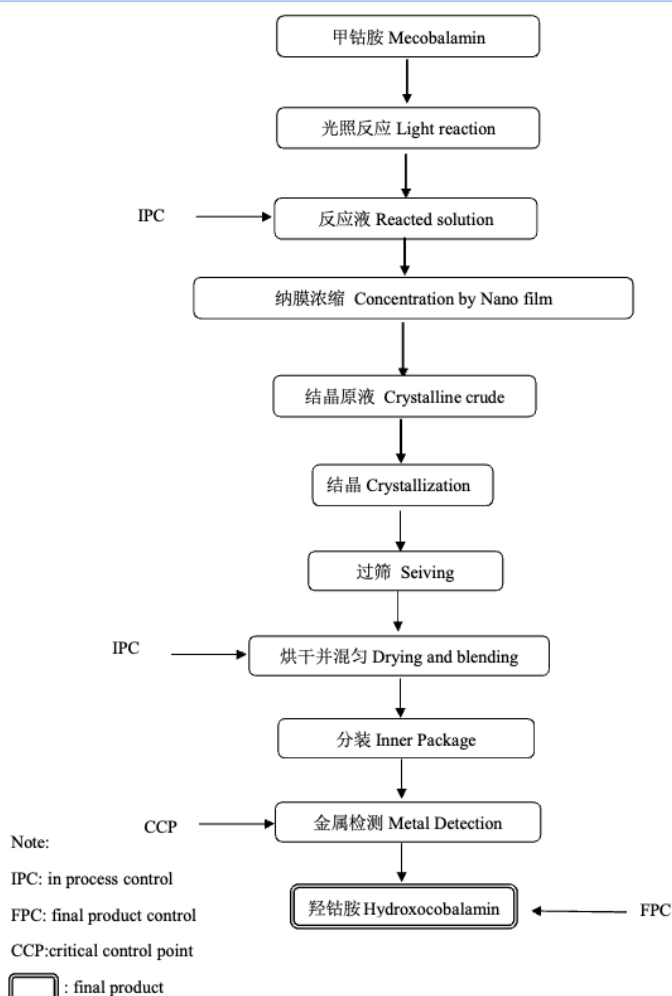 甲钴胺 Mecobalamin
光照反应 Light reaction
IPC
反应液 Reacted solution
纳膜浓缩 Concentration by Nano film
结晶原液 Crystalline crude
结晶 Crystallization
过筛 Seiving
IPC
烘干并混匀 Drying and blending
分装 Inner Package
CCP
金属检测 Metal Detection
羟钴胺 Hydroxocobalamin
FPC
Note:
IPC: in process control
FPC: final product control
CCP:critical control point
: final product